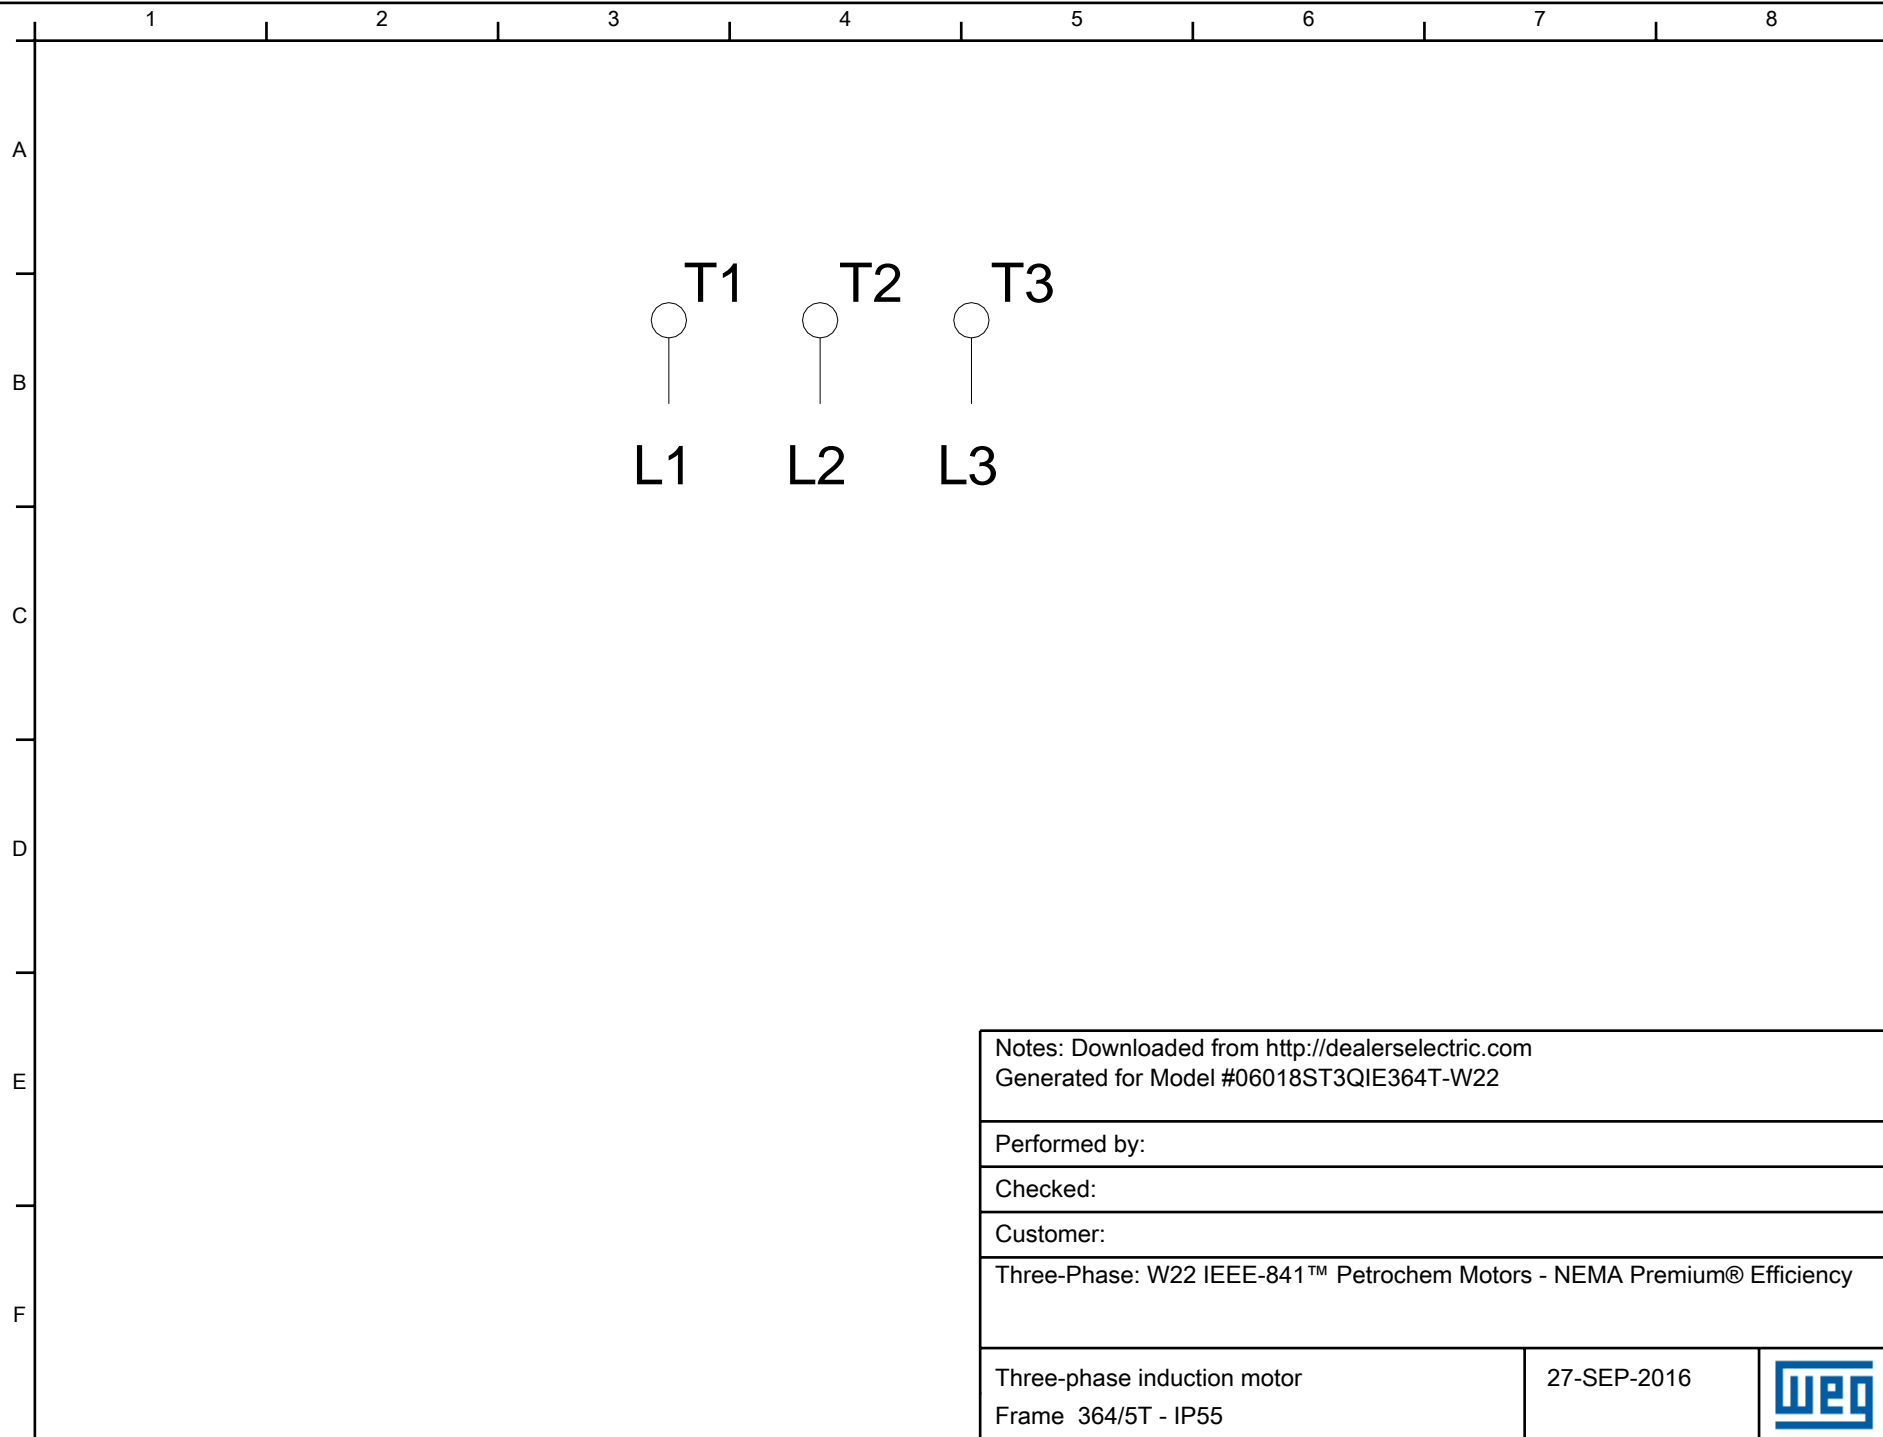 1 2 3 4 5 6 7 8
A
T1 T2 T3
B
L1 L2 L3
C
D
E
Notes: Downloaded from http://dealerselectric.com
Generated for Model #06018ST3QIE364T-W22
Performed by:
Checked:
Customer:
Three-Phase: W22 IEEE-841™ Petrochem Motors - NEMA Premium® Efficiency
F
Three-phase induction motor
Frame 364/5T - IP55
27-SEP-2016
weg